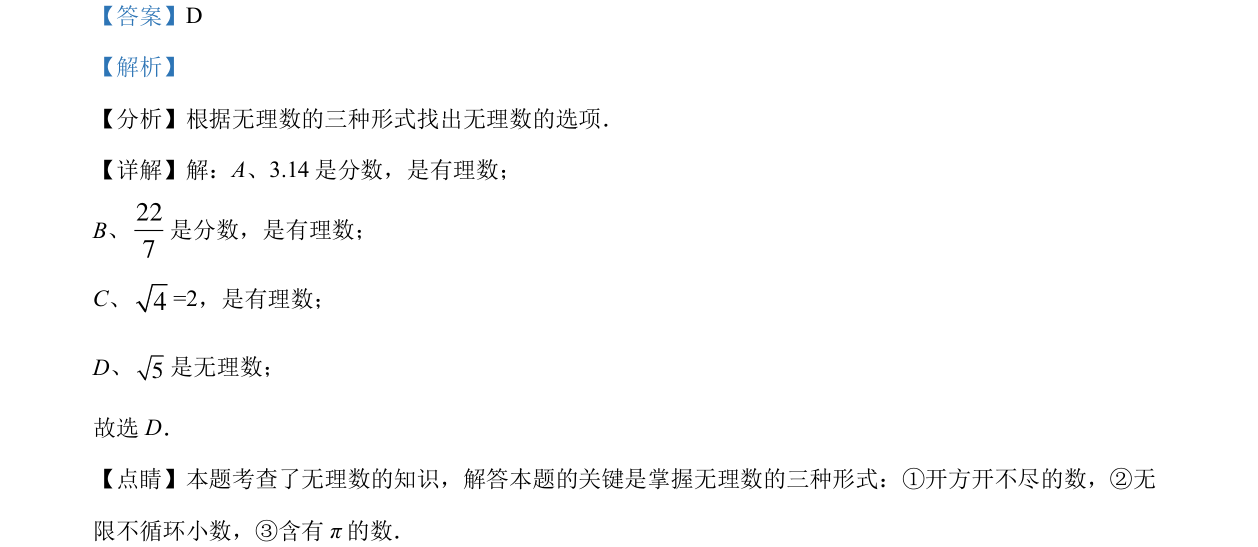 【答案】D
【解析】
【分析】根据无理数的三种形式找出无理数的选项．
【详解】解：A、3.14 是分数，是有理数；
B、22/7 是分数，是有理数；
C、√4 =2，是有理数；
D、√5 是无理数；
故选 D．
【点睛】本题考查了无理数的知识，解答本题的关键是掌握无理数的三种形式：①开方开不尽的数，②无
限不循环小数，③含有 π 的数．